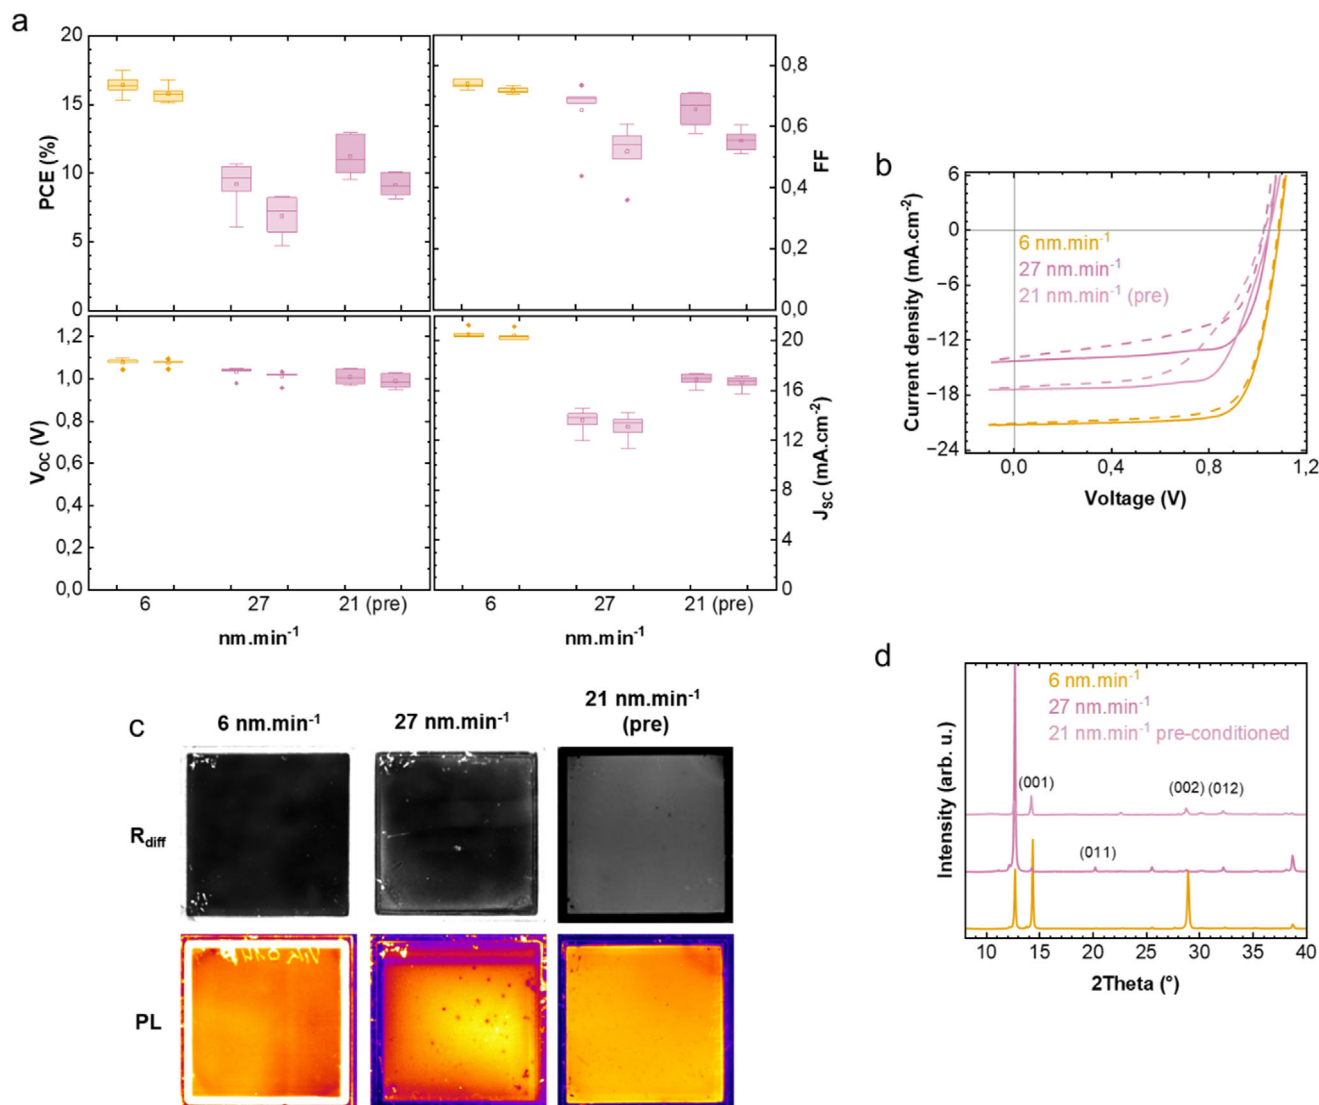 a
20
15
10
5
0
PCE (%)
0,8
0,6
0,4
0,2
0,0
FF
1,2
1,0
0,8
0,6
0,4
0,2
0,0
V_OC (V)
20
16
12
8
4
0
J_SC (mA.cm⁻²)
6 27 21 (pre)
nm.min⁻¹
6 27 21 (pre)
nm.min⁻¹
b
6
0
−6
−12
−18
−24
Current density (mA.cm⁻²)
6 nm.min⁻¹
27 nm.min⁻¹
21 nm.min⁻¹ (pre)
0,0 0,4 0,8 1,2
Voltage (V)
c
6 nm.min⁻¹
27 nm.min⁻¹
21 nm.min⁻¹
(pre)
R_diff
PL
d
6 nm.min⁻¹
27 nm.min⁻¹
21 nm.min⁻¹ pre-conditioned
(001)
(002) (012)
(011)
Intensity (arb. u.)
10 15 20 25 30 35 40
2Theta (°)